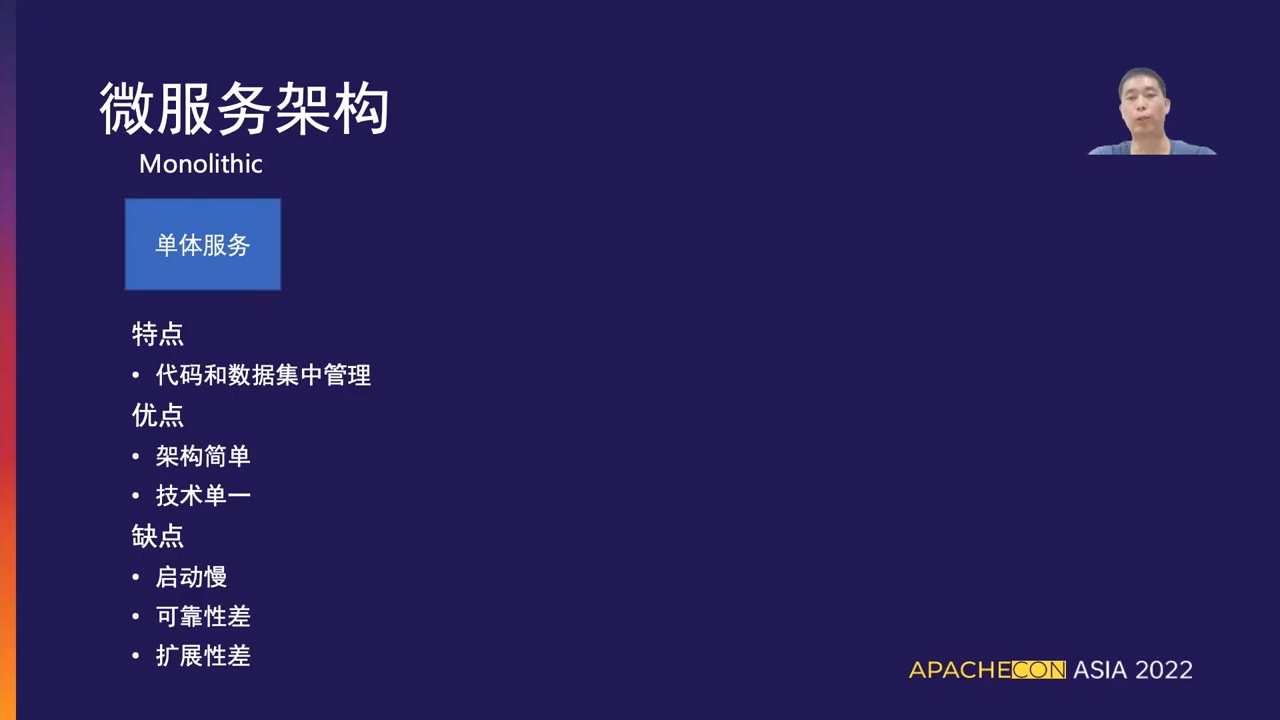 微服务架构
Monolithic
单体服务
特点
• 代码和数据集中管理
优点
• 架构简单
• 技术单一
缺点
• 启动慢
• 可靠性差
• 扩展性差
APACHECON ASIA 2022